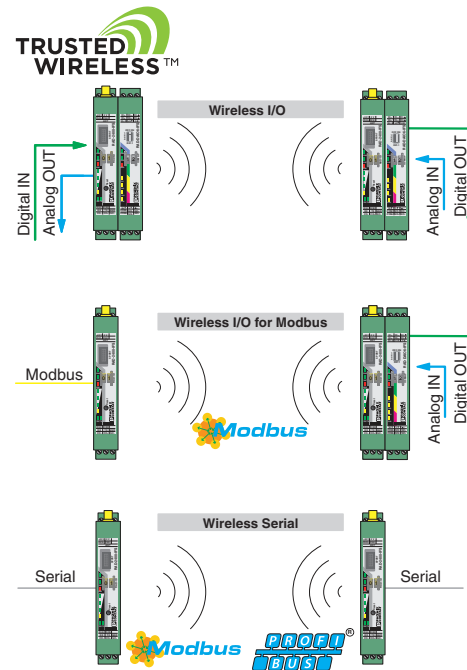 TRUSTED
WIRELESS™
Wireless I/O
Digital IN
Analog OUT
Analog IN
Digital OUT
Wireless I/O for Modbus
Modbus
Modbus
Analog IN
Digital OUT
Wireless Serial
Serial
Serial
Modbus
PROFI®
BUS